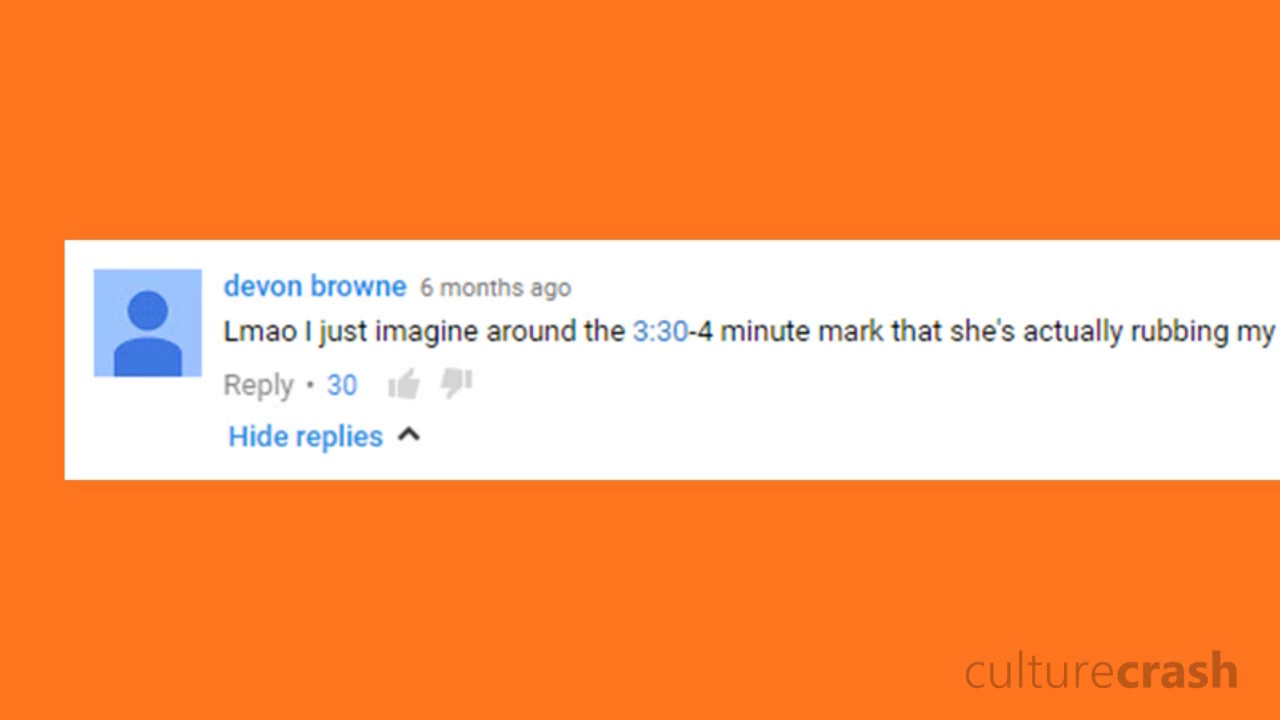 devon browne 6 months ago
Lmao I just imagine around the 3:30-4 minute mark that she's actually rubbing my
Reply • 30
Hide replies
culturecrash